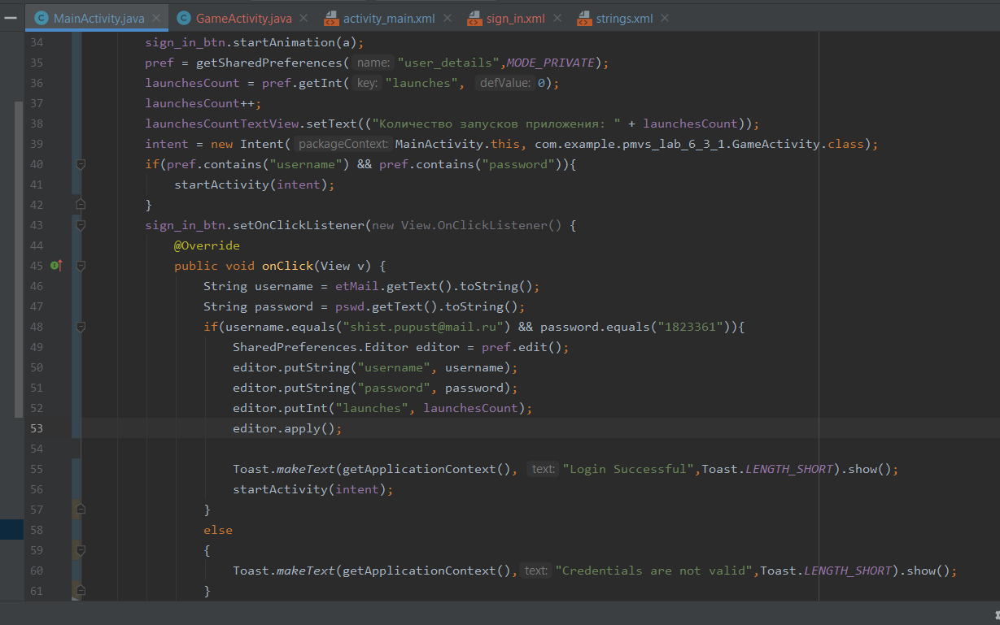 MainActivity.java GameActivity.java activity_main.xml sign_in.xml strings.xml
34 sign_in_btn.startAnimation(a);
35 pref = getSharedPreferences( name: "user_details",MODE_PRIVATE);
36 launchesCount = pref.getInt( key: "launches", defValue: 0);
37 launchesCount++;
38 launchesCountTextView.setText(("Количество запусков приложения: " + launchesCount));
39 intent = new Intent( packageContext: MainActivity.this, com.example.pmvs_lab_6_3_1.GameActivity.class);
40 if(pref.contains("username") && pref.contains("password")){
41 startActivity(intent);
42 }
43 sign_in_btn.setOnClickListener(new View.OnClickListener() {
44 @Override
45 public void onClick(View v) {
46 String username = etMail.getText().toString();
47 String password = pswd.getText().toString();
48 if(username.equals("shist.pupust@mail.ru") && password.equals("1823361")){
49 SharedPreferences.Editor editor = pref.edit();
50 editor.putString("username", username);
51 editor.putString("password", password);
52 editor.putInt("launches", launchesCount);
53 editor.apply();
54
55 Toast.makeText(getApplicationContext(), text: "Login Successful",Toast.LENGTH_SHORT).show();
56 startActivity(intent);
57 }
58 else
59 {
60 Toast.makeText(getApplicationContext(), text: "Credentials are not valid",Toast.LENGTH_SHORT).show();
61 }